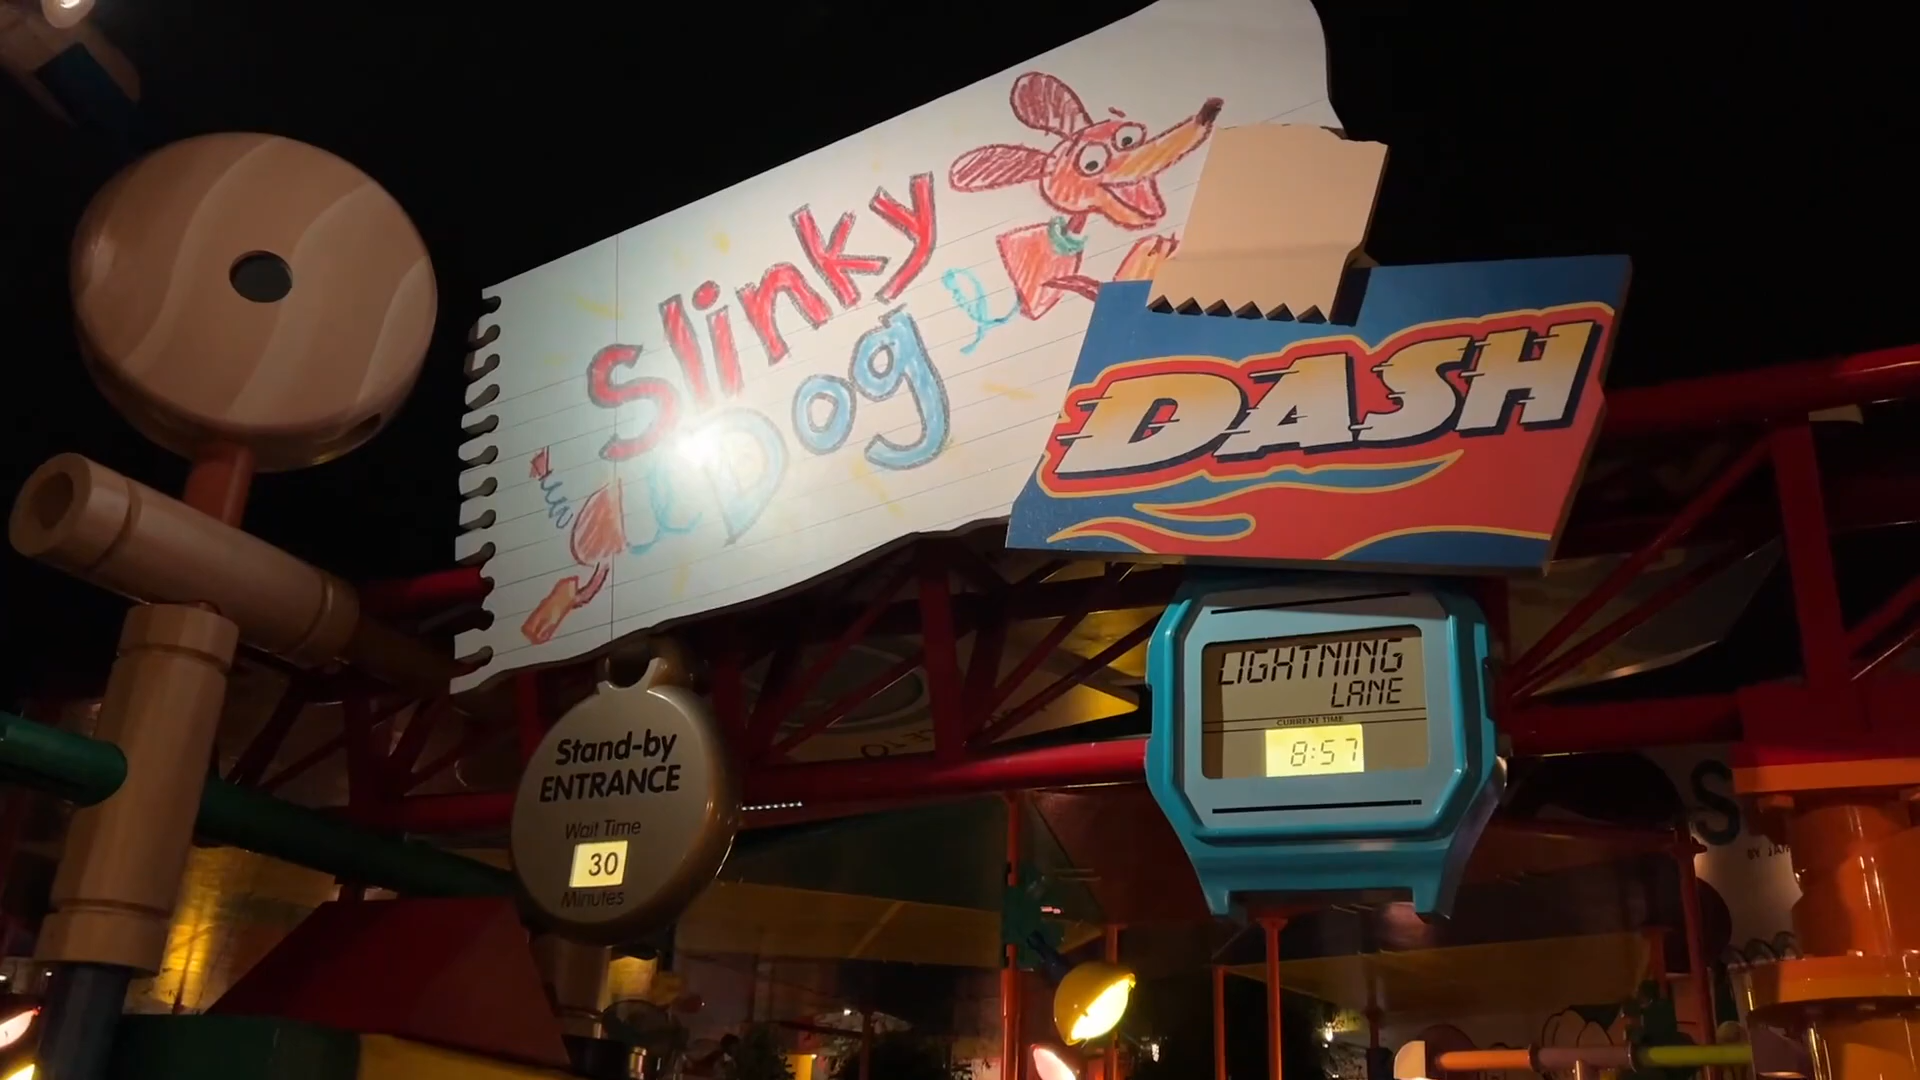 Slinky
Dog
DASH
LIGHTNING
LANE
CURRENT TIME
8:57
Stand-by
ENTRANCE
Wait Time
30
Minutes